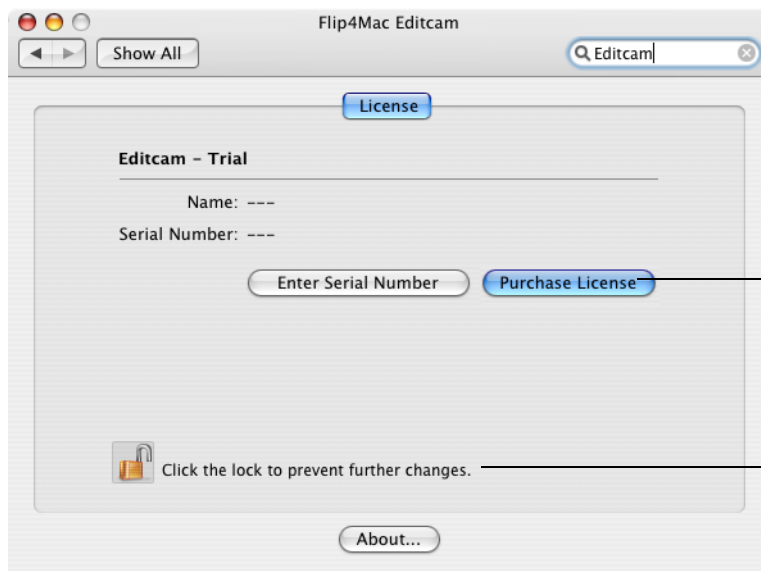 Flip4Mac Editcam
Show All
Editcam
License
Editcam – Trial
Name: ---
Serial Number: ---
Enter Serial Number
Purchase License
Click the lock to prevent further changes.
About...